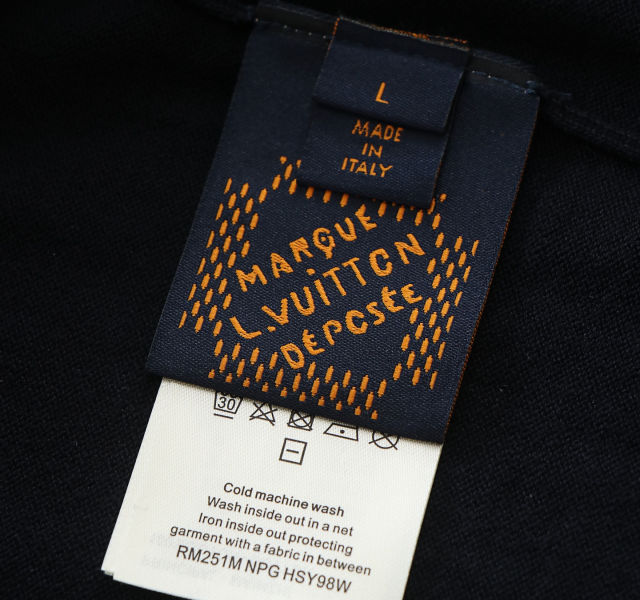 L
MADE
IN
ITALY
MARQUE
L.VUITTON
DÉPOSÉE
30
Cold machine wash
Wash inside out in a net
Iron inside out protecting
garment with a fabric in between
RM251M NPG HSY98W